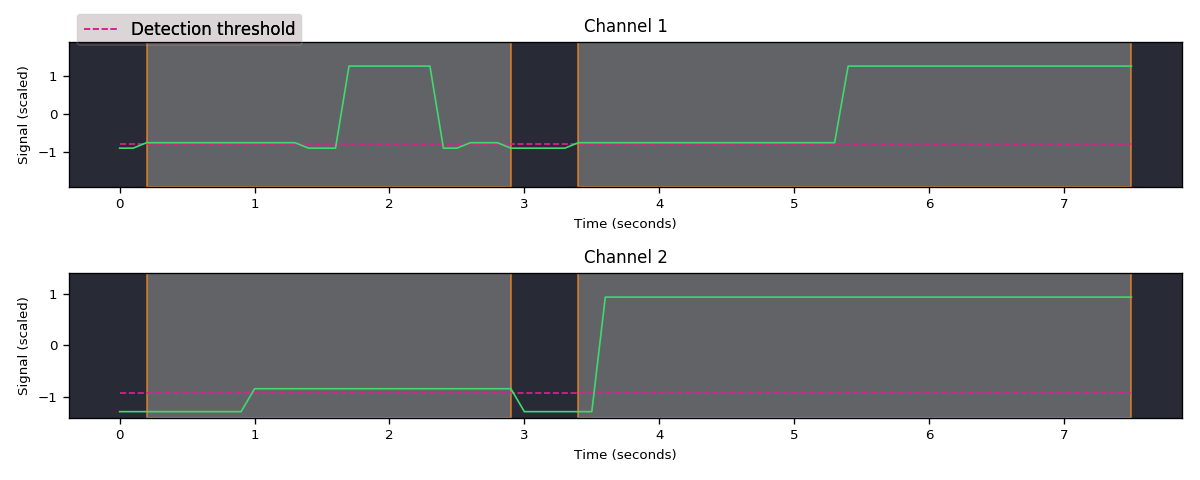 Detection threshold
Channel 1
Signal (scaled)
1
0
−1
0 1 2 3 4 5 6 7
Time (seconds)
Channel 2
Signal (scaled)
1
0
−1
0 1 2 3 4 5 6 7
Time (seconds)